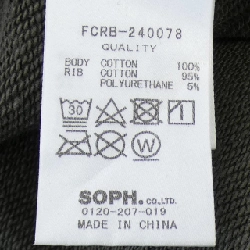 FCRB-240078
QUALITY
BODY COTTON 100%
RIB COTTON 95%
POLYURETHANE 5%
30 1
W
SOPH.CO.,LTD.
0120-207-019
MADE IN CHINA